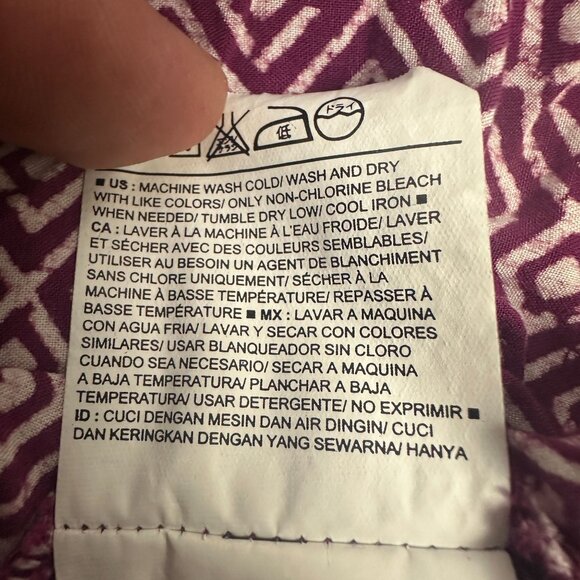 低 ドライ
■ US : MACHINE WASH COLD/ WASH AND DRY
WITH LIKE COLORS/ ONLY NON-CHLORINE BLEACH
WHEN NEEDED/ TUMBLE DRY LOW/ COOL IRON ■
CA : LAVER À LA MACHINE À L'EAU FROIDE/ LAVER
ET SÉCHER AVEC DES COULEURS SEMBLABLES/
UTILISER AU BESOIN UN AGENT DE BLANCHIMENT
SANS CHLORE UNIQUEMENT/ SÉCHER À LA
MACHINE À BASSE TEMPÉRATURE/ REPASSER À
BASSE TEMPÉRATURE ■ MX : LAVAR A MAQUINA
CON AGUA FRIA/ LAVAR Y SECAR CON COLORES
SIMILARES/ USAR BLANQUEADOR SIN CLORO
CUANDO SEA NECESARIO/ SECAR A MAQUINA
A BAJA TEMPERATURA/ PLANCHAR A BAJA
TEMPERATURA/ USAR DETERGENTE/ NO EXPRIMIR ■
ID : CUCI DENGAN MESIN DAN AIR DINGIN/ CUCI
DAN KERINGKAN DENGAN YANG SEWARNA/ HANYA